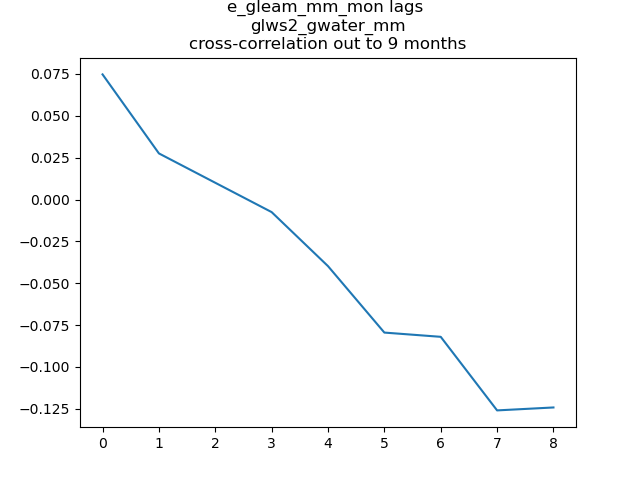 e_gleam_mm_mon lags
glws2_gwater_mm
cross-correlation out to 9 months
0.075
0.050
0.025
0.000
−0.025
−0.050
−0.075
−0.100
−0.125
0 1 2 3 4 5 6 7 8